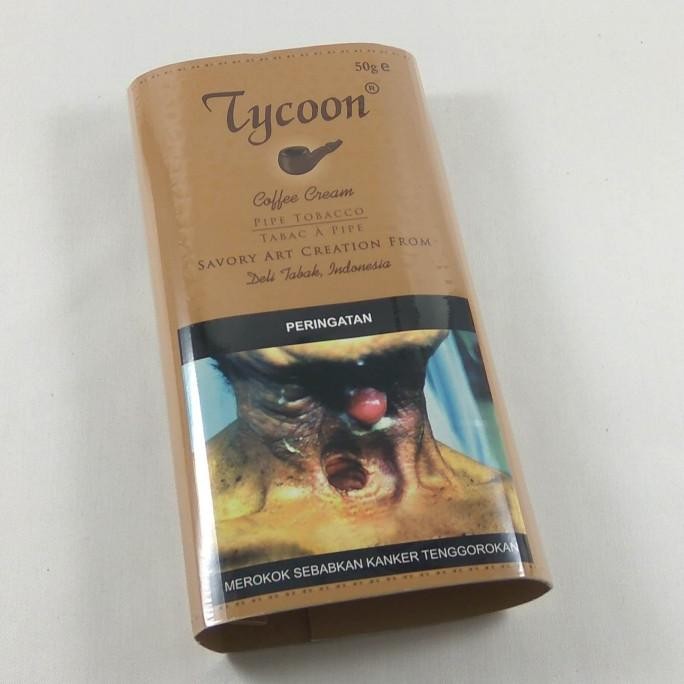 50g e
Tycoon®
Coffee Cream
PIPE TOBACCO
TABAC À PIPE
SAVORY ART CREATION FROM
Deli Tabak, Indonesia
PERINGATAN
MEROKOK SEBABKAN KANKER TENGGOROKAN